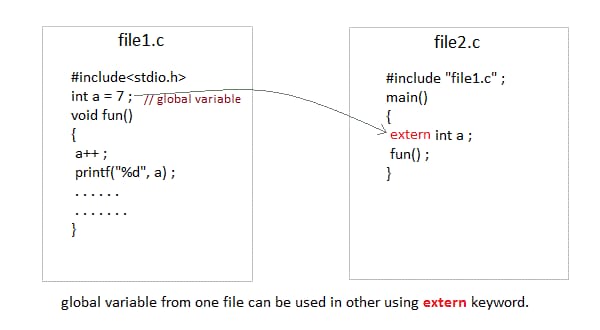 file1.c
#include<stdio.h>
int a = 7 ; // global variable
void fun()
{
a++ ;
printf("%d", a) ;
. . . . . .
. . . . . . .
}
file2.c
#include "file1.c" ;
main()
{
extern int a ;
fun() ;
}
global variable from one file can be used in other using extern keyword.